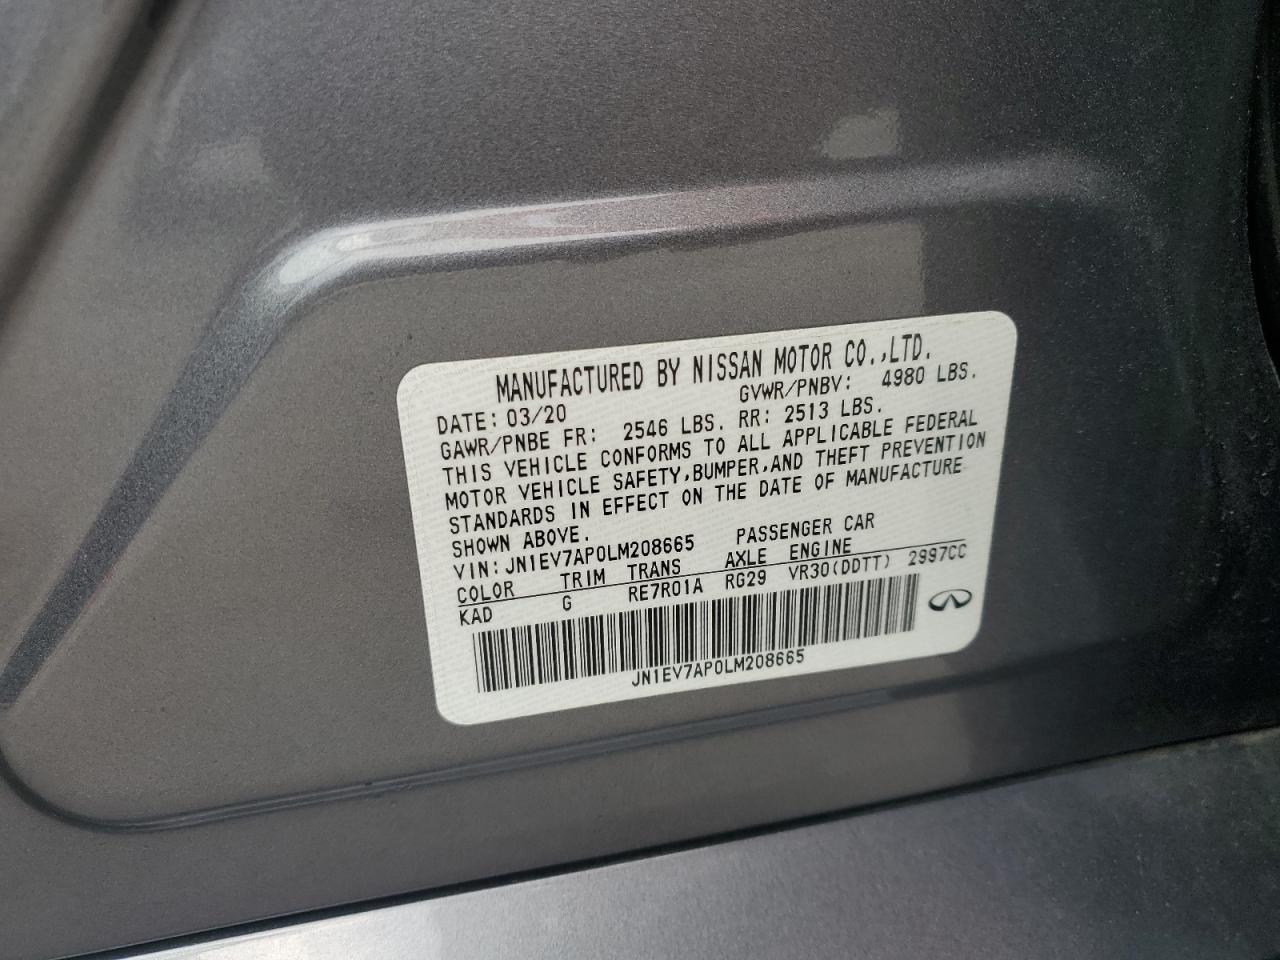 MANUFACTURED BY NISSAN MOTOR CO.,LTD.
DATE: 03/20 GVWR/PNBV: 4980 LBS.
GAWR/PNBE FR: 2546 LBS. RR: 2513 LBS.
THIS VEHICLE CONFORMS TO ALL APPLICABLE FEDERAL
MOTOR VEHICLE SAFETY,BUMPER,AND THEFT PREVENTION
STANDARDS IN EFFECT ON THE DATE OF MANUFACTURE
SHOWN ABOVE.
VIN: JN1EV7AP0LM208665 PASSENGER CAR
COLOR TRIM TRANS AXLE ENGINE
KAD G RE7R01A RG29 VR30(DDTT) 2997CC
JN1EV7AP0LM208665